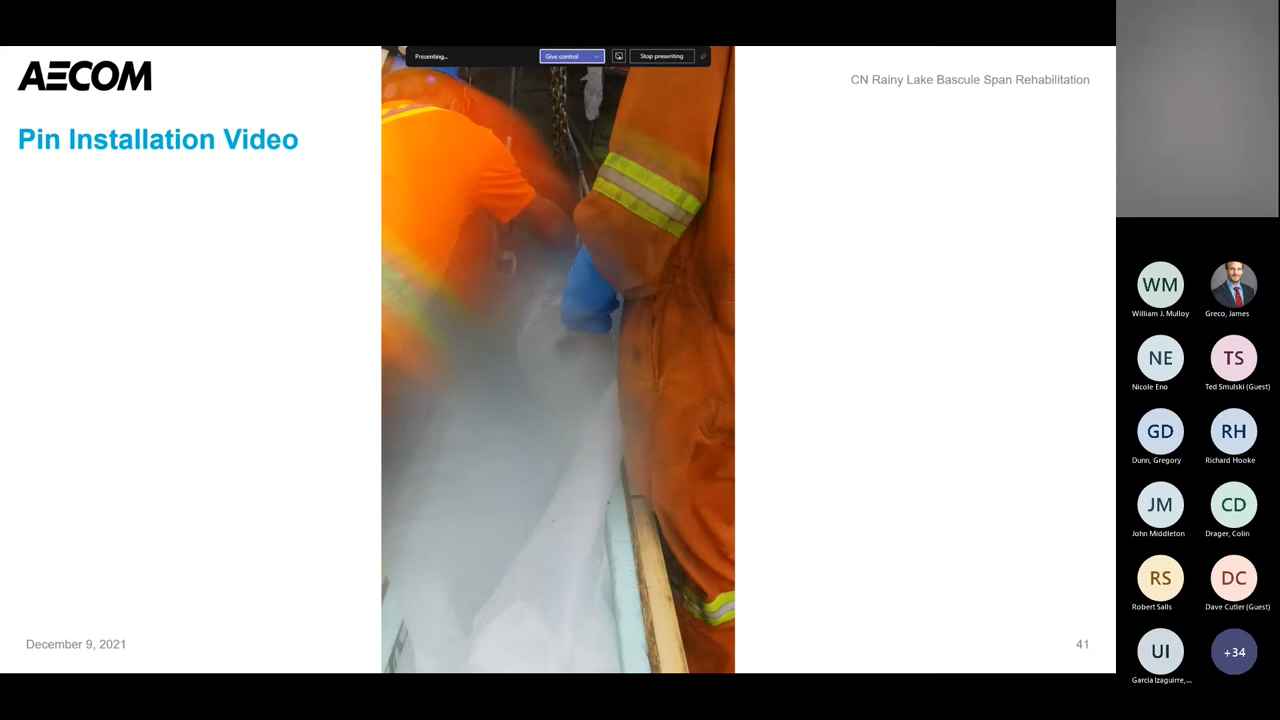 Presenting...
Give control
Stop presenting
AECOM
CN Rainy Lake Bascule Span Rehabilitation
Pin Installation Video
December 9, 2021
41
WM
William J. Mulloy
Greco, James
NE
Nicole Eno
TS
Ted Smulski (Guest)
GD
Dunn, Gregory
RH
Richard Hooke
JM
John Middleton
CD
Drager, Colin
RS
Robert Salls
DC
Dave Cutler (Guest)
UI
Garcia Izaguirre,...
+34